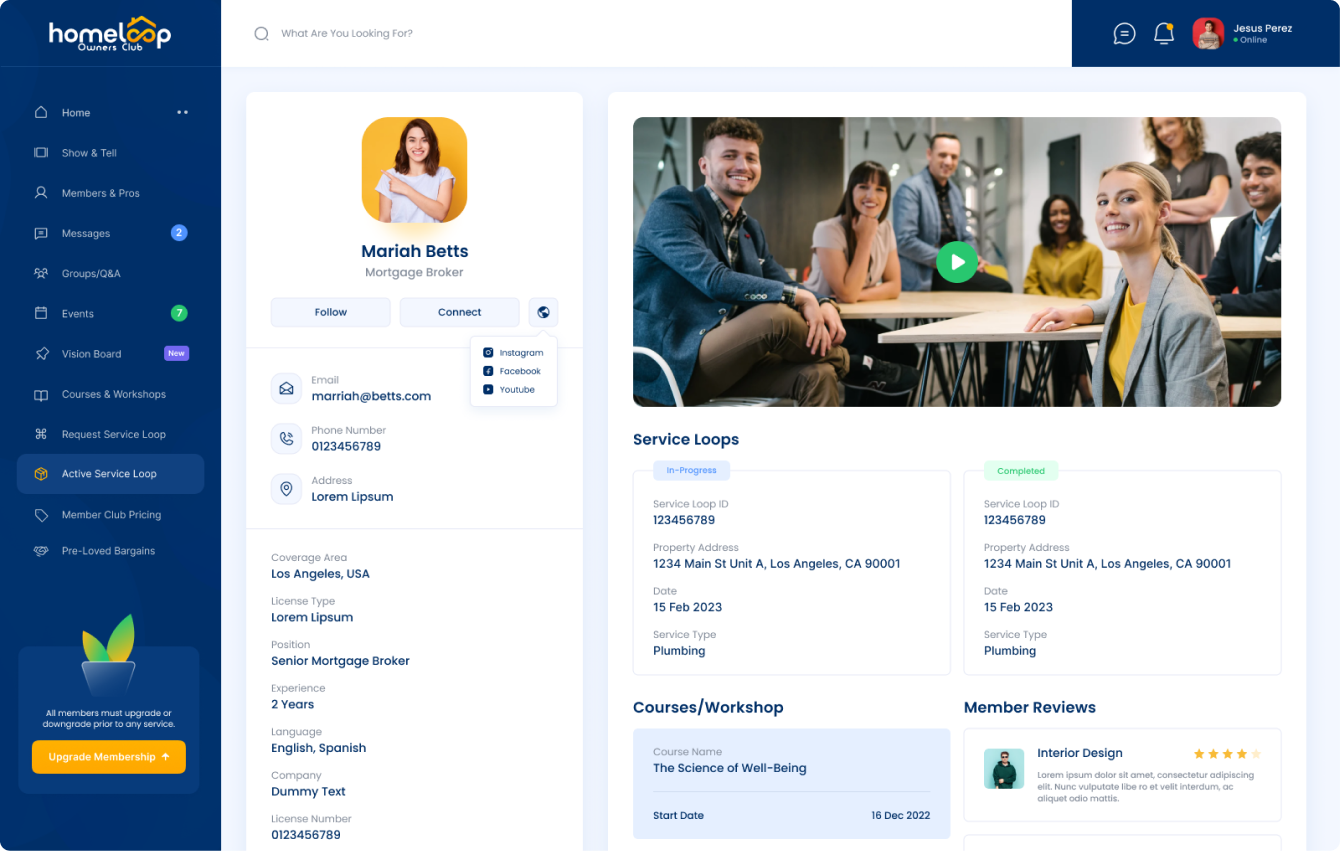 homeloop
Owners Club
What Are You Looking For?
Jesus Perez
Online
Home
Show & Tell
Members & Pros
Messages
2
Groups/Q&A
Events
7
Vision Board
New
Courses & Workshops
Request Service Loop
Active Service Loop
Member Club Pricing
Pre-Loved Bargains
All members must upgrade or
downgrade prior to any service.
Upgrade Membership
Mariah Betts
Mortgage Broker
Follow
Connect
Instagram
Facebook
Youtube
Email
marriah@betts.com
Phone Number
0123456789
Address
Lorem Lipsum
Coverage Area
Los Angeles, USA
License Type
Lorem Lipsum
Position
Senior Mortgage Broker
Experience
2 Years
Language
English, Spanish
Company
Dummy Text
License Number
0123456789
Service Loops
In-Progress
Service Loop ID
123456789
Property Address
1234 Main St Unit A, Los Angeles, CA 90001
Date
15 Feb 2023
Service Type
Plumbing
Completed
Service Loop ID
123456789
Property Address
1234 Main St Unit A, Los Angeles, CA 90001
Date
15 Feb 2023
Service Type
Plumbing
Courses/Workshop
Course Name
The Science of Well-Being
Start Date
16 Dec 2022
Member Reviews
Interior Design
Lorem ipsum dolor sit amet, consectetur adipiscing
elit. Nunc vulputate libe ro et velit interdum, ac
aliquet odio mattis.